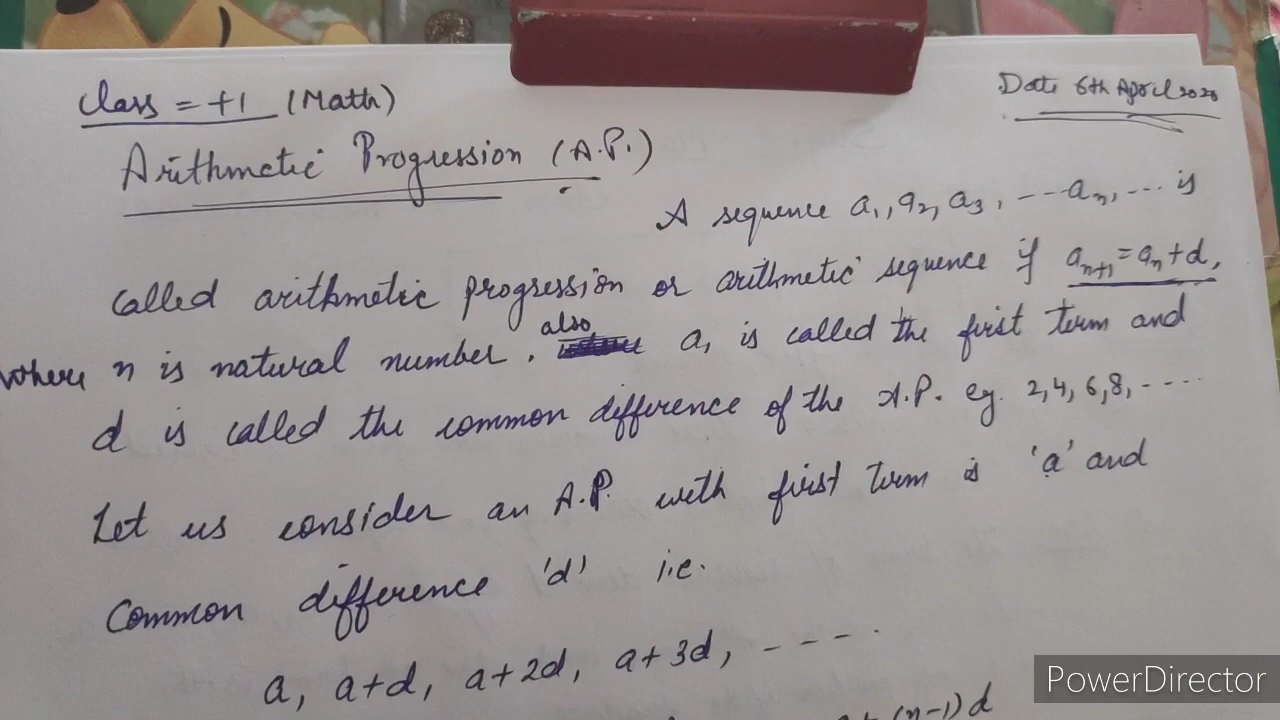 Class = +1 (Math)
Date 6th April 2020
Arithmetic Progression (A.P.)
A sequence a₁, a₂, a₃, ---aₙ, --- is
called arithmetic progression or arithmetic sequence if aₙ₊₁ = aₙ + d,
where n is natural number. also a₁ is called the first term and
d is called the common difference of the A.P. eg. 2, 4, 6, 8, ----
Let us consider an A.P. with first term is 'a' and
Common difference 'd' i.e.
a, a+d, a+2d, a+3d, ----.
(n-1)d
PowerDirector